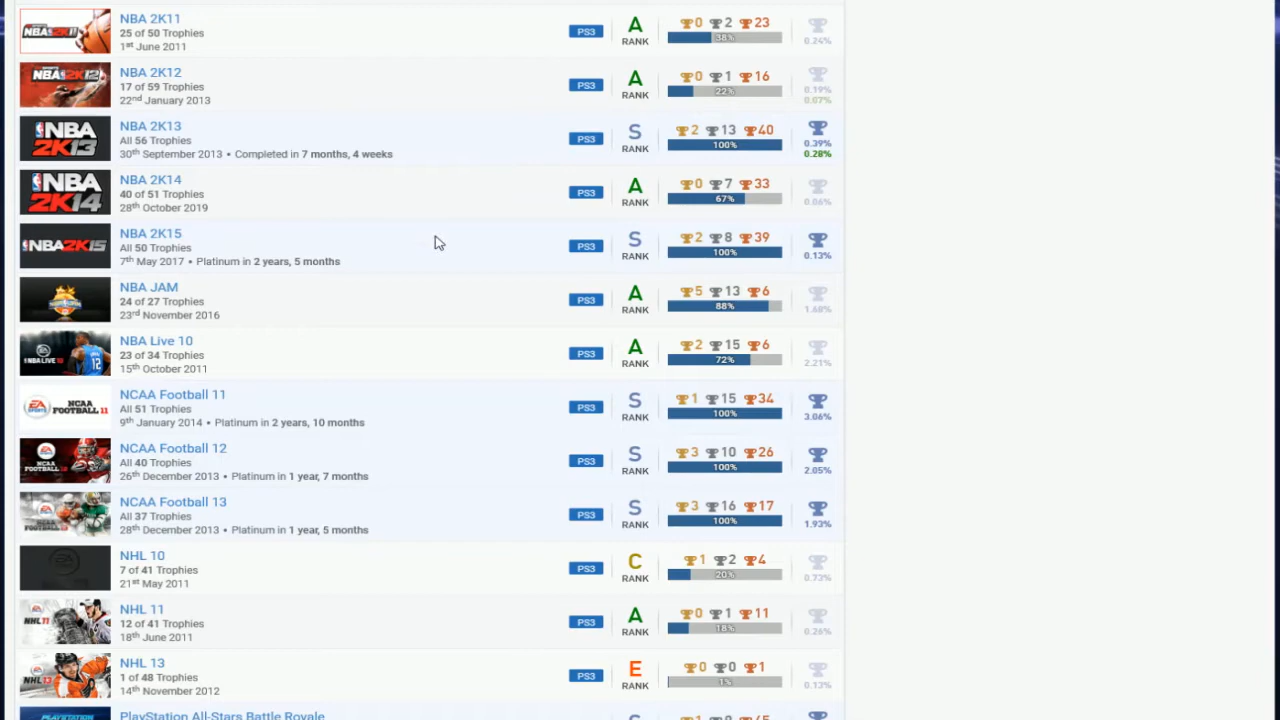 NBA 2K11
25 of 50 Trophies
1st June 2011
PS3
A
RANK
0 2 23
38%
0.24%
NBA 2K12
17 of 59 Trophies
22nd January 2013
PS3
A
RANK
0 1 16
22%
0.19%
0.07%
NBA 2K13
All 56 Trophies
30th September 2013 • Completed in 7 months, 4 weeks
PS3
S
RANK
2 13 40
100%
0.39%
0.28%
NBA 2K14
40 of 51 Trophies
28th October 2019
PS3
A
RANK
0 7 33
67%
0.06%
NBA 2K15
All 50 Trophies
7th May 2017 • Platinum in 2 years, 5 months
PS3
S
RANK
2 8 39
100%
0.13%
NBA JAM
24 of 27 Trophies
23rd November 2016
PS3
A
RANK
5 13 6
88%
1.68%
NBA Live 10
23 of 34 Trophies
15th October 2011
PS3
A
RANK
2 15 6
72%
2.21%
NCAA Football 11
All 51 Trophies
9th January 2014 • Platinum in 2 years, 10 months
PS3
S
RANK
1 15 34
100%
3.06%
NCAA Football 12
All 40 Trophies
26th December 2013 • Platinum in 1 year, 7 months
PS3
S
RANK
3 10 26
100%
2.05%
NCAA Football 13
All 37 Trophies
28th December 2013 • Platinum in 1 year, 5 months
PS3
S
RANK
3 16 17
100%
1.93%
NHL 10
7 of 41 Trophies
21st May 2011
PS3
C
RANK
1 2 4
20%
0.72%
NHL 11
12 of 41 Trophies
18th June 2011
PS3
A
RANK
0 1 11
18%
0.26%
NHL 13
1 of 48 Trophies
14th November 2012
PS3
E
RANK
0 0 1
1%
0.13%
PlayStation All-Stars Battle Royale